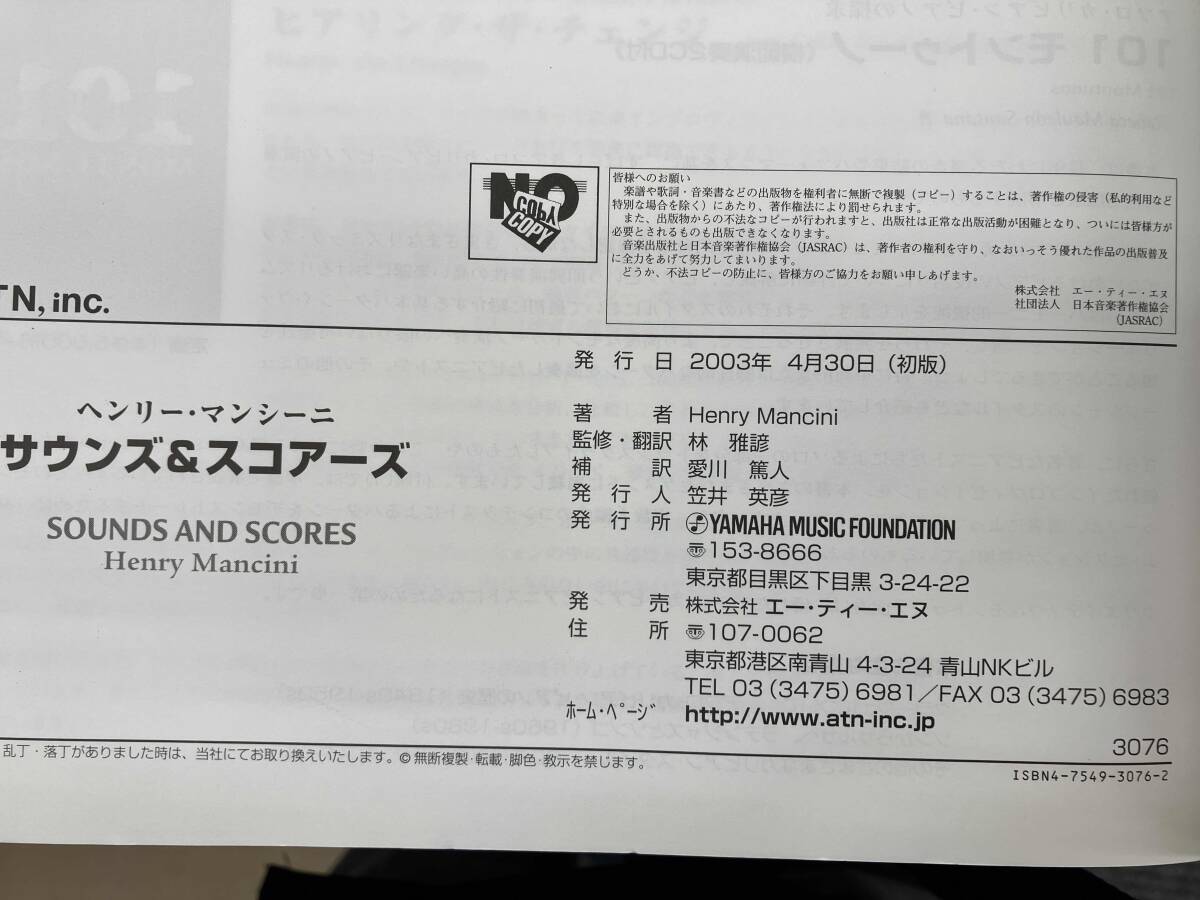 NO
COPY
COPY
皆様へのお願い
楽譜や歌詞・音楽書などの出版物を権利者に無断で複製（コピー）することは、著作権の侵害（私的利用など
特別な場合を除く）にあたり、著作権法により罰せられます。
また、出版物からの不法なコピーが行われますと、出版社は正常な出版活動が困難となり、ついには皆様方が
必要とされるものも出版できなくなります。
音楽出版社と日本音楽著作権協会（JASRAC）は、著作者の権利を守り、なおいっそう優れた作品の出版普及
に全力をあげて努力してまいります。
どうか、不法コピーの防止に、皆様方のご協力をお願い申しあげます。
株式会社 エー・ティー・エヌ
社団法人 日本音楽著作権協会
（JASRAC）
TN, inc.
ヘンリー・マンシーニ
サウンズ&スコアーズ
SOUNDS AND SCORES
Henry Mancini
発行日 2003年 4月30日（初版）
著者 Henry Mancini
監修・翻訳 林 雅諺
補訳 愛川 篤人
発行人 笠井 英彦
発行所 YAMAHA MUSIC FOUNDATION
〠153-8666
東京都目黒区下目黒 3-24-22
発売 株式会社 エー・ティー・エヌ
住所 〠107-0062
東京都港区南青山 4-3-24 青山NKビル
TEL 03 (3475) 6981／FAX 03 (3475) 6983
ホーム・ページ http://www.atn-inc.jp
3076
乱丁・落丁がありました時は、当社にてお取り換えいたします。©無断複製・転載・脚色・教示を禁じます。
ISBN4-7549-3076-2